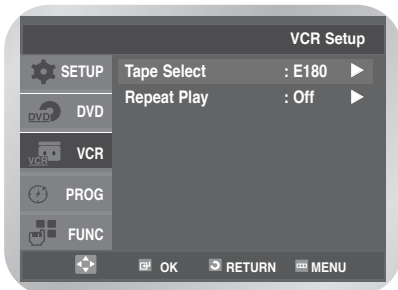 VCR Setup
SETUP
Tape Select : E180
Repeat Play : Off
DVD DVD
VCR VCR
PROG
FUNC
OK RETURN MENU